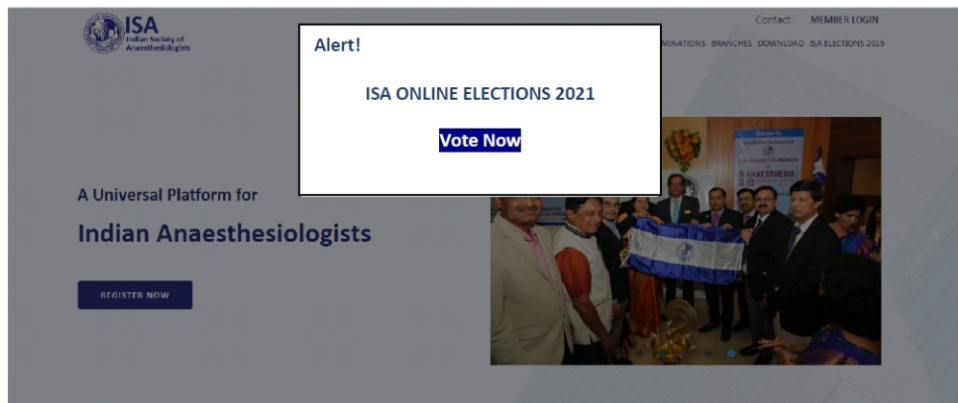 ISA
Indian Society of
Anaesthesiologists
Contact MEMBER LOGIN
BRANCHES DOWNLOAD ISA ELECTIONS 2019
Alert!
ISA ONLINE ELECTIONS 2021
Vote Now
A Universal Platform for
Indian Anaesthesiologists
REGISTER NOW
ANAESTHESIA